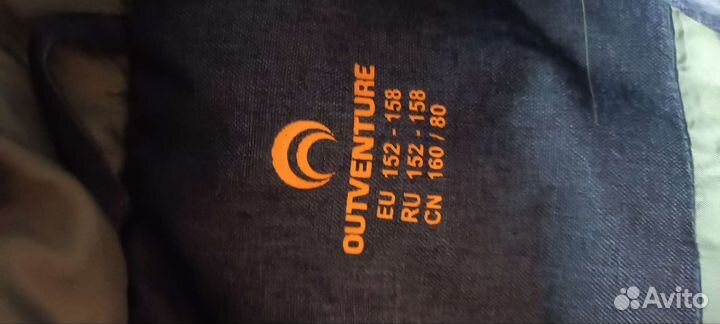 OUTVENTURE
EU 152 - 158
RU 152 - 158
CN 160 / 80
Avito